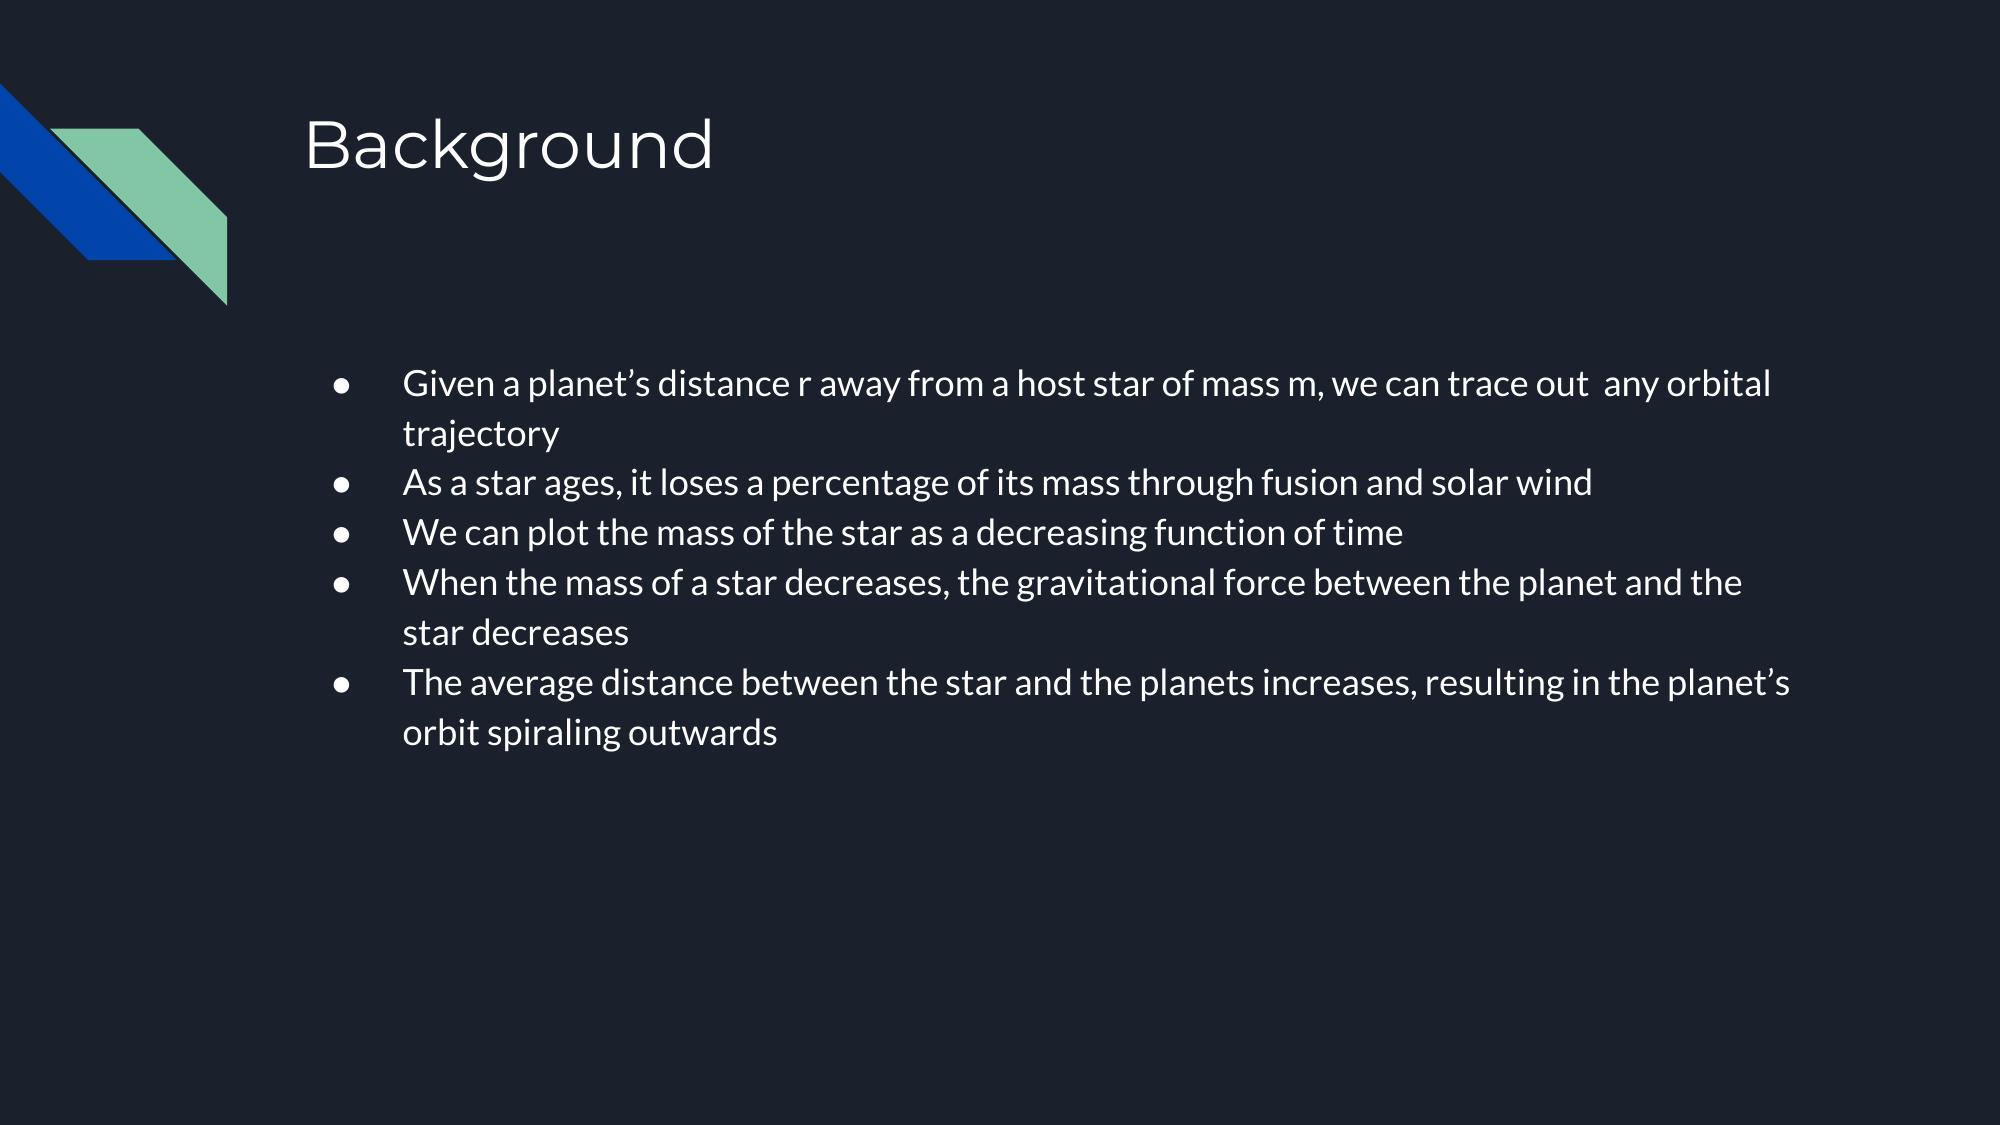 Background
● Given a planet’s distance r away from a host star of mass m, we can trace out  any orbital
trajectory
● As a star ages, it loses a percentage of its mass through fusion and solar wind
● We can plot the mass of the star as a decreasing function of time
● When the mass of a star decreases, the gravitational force between the planet and the
star decreases
● The average distance between the star and the planets increases, resulting in the planet’s
orbit spiraling outwards